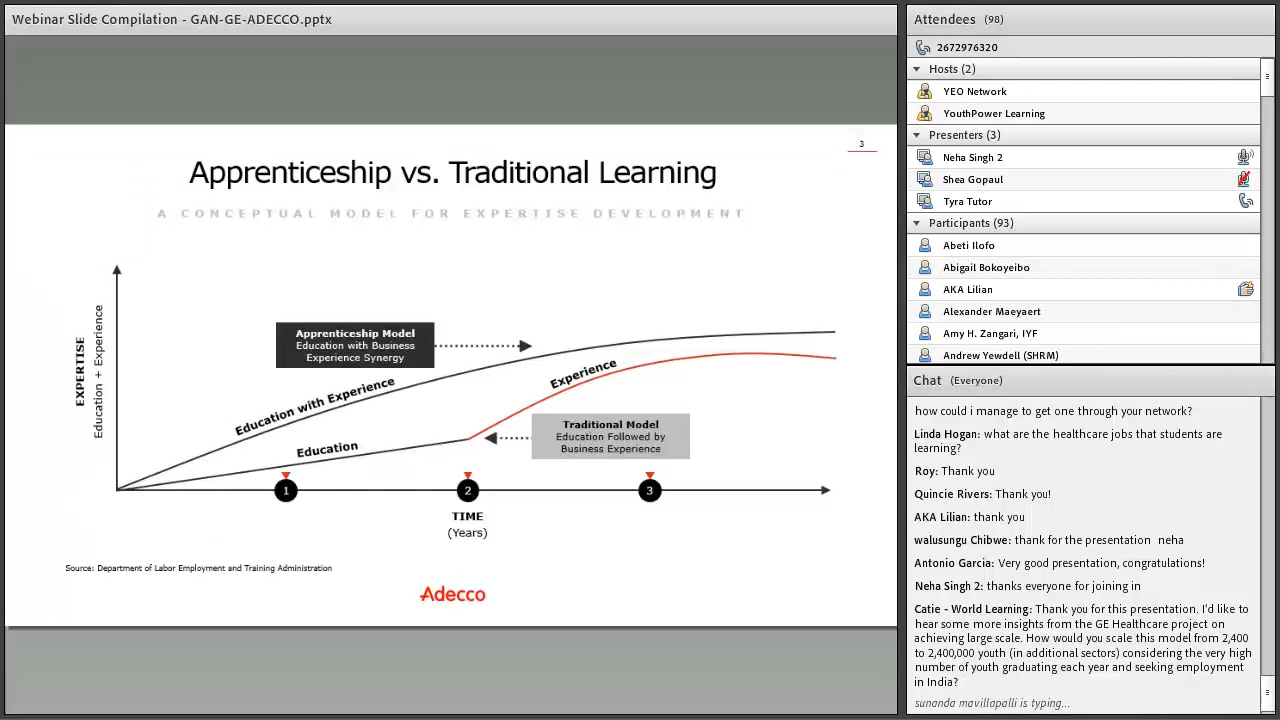 Webinar Slide Compilation - GAN-GE-ADECCO.pptx
3
Apprenticeship vs. Traditional Learning
A CONCEPTUAL MODEL FOR EXPERTISE DEVELOPMENT
EXPERTISE
Education + Experience
Apprenticeship Model
Education with Business
Experience Synergy
Education with Experience
Experience
Education
Traditional Model
Education Followed by
Business Experience
1
2
3
TIME
(Years)
Source: Department of Labor Employment and Training Administration
Adecco
Attendees (98)
2672976320
Hosts (2)
YEO Network
YouthPower Learning
Presenters (3)
Neha Singh 2
Shea Gopaul
Tyra Tutor
Participants (93)
Abeti Ilofo
Abigail Bokoyeibo
AKA Lilian
Alexander Maeyaert
Amy H. Zangari, IYF
Andrew Yewdell (SHRM)
Chat (Everyone)
how could i manage to get one through your network?
Linda Hogan: what are the healthcare jobs that students are
learning?
Roy: Thank you
Quincie Rivers: Thank you!
AKA Lilian: thank you
walusungu Chibwe: thank for the presentation neha
Antonio Garcia: Very good presentation, congratulations!
Neha Singh 2: thanks everyone for joining in
Catie - World Learning: Thank you for this presentation. I'd like to
hear some more insights from the GE Healthcare project on
achieving large scale. How would you scale this model from 2,400
to 2,400,000 youth (in additional sectors) considering the very high
number of youth graduating each year and seeking employment
in India?
sunanda mavillapalli is typing...